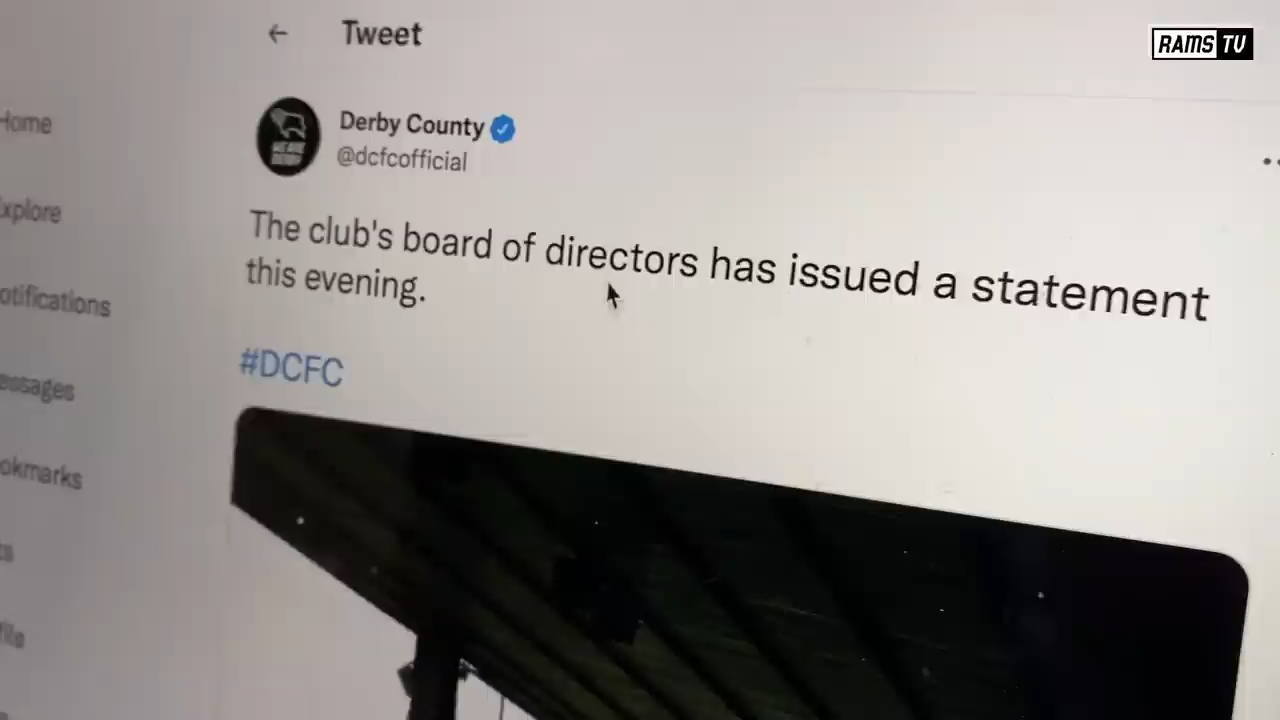 Tweet
RAMS TV
Home
Explore
Notifications
Messages
Bookmarks
Derby County
@dcfcofficial
The club's board of directors has issued a statement
this evening.
#DCFC